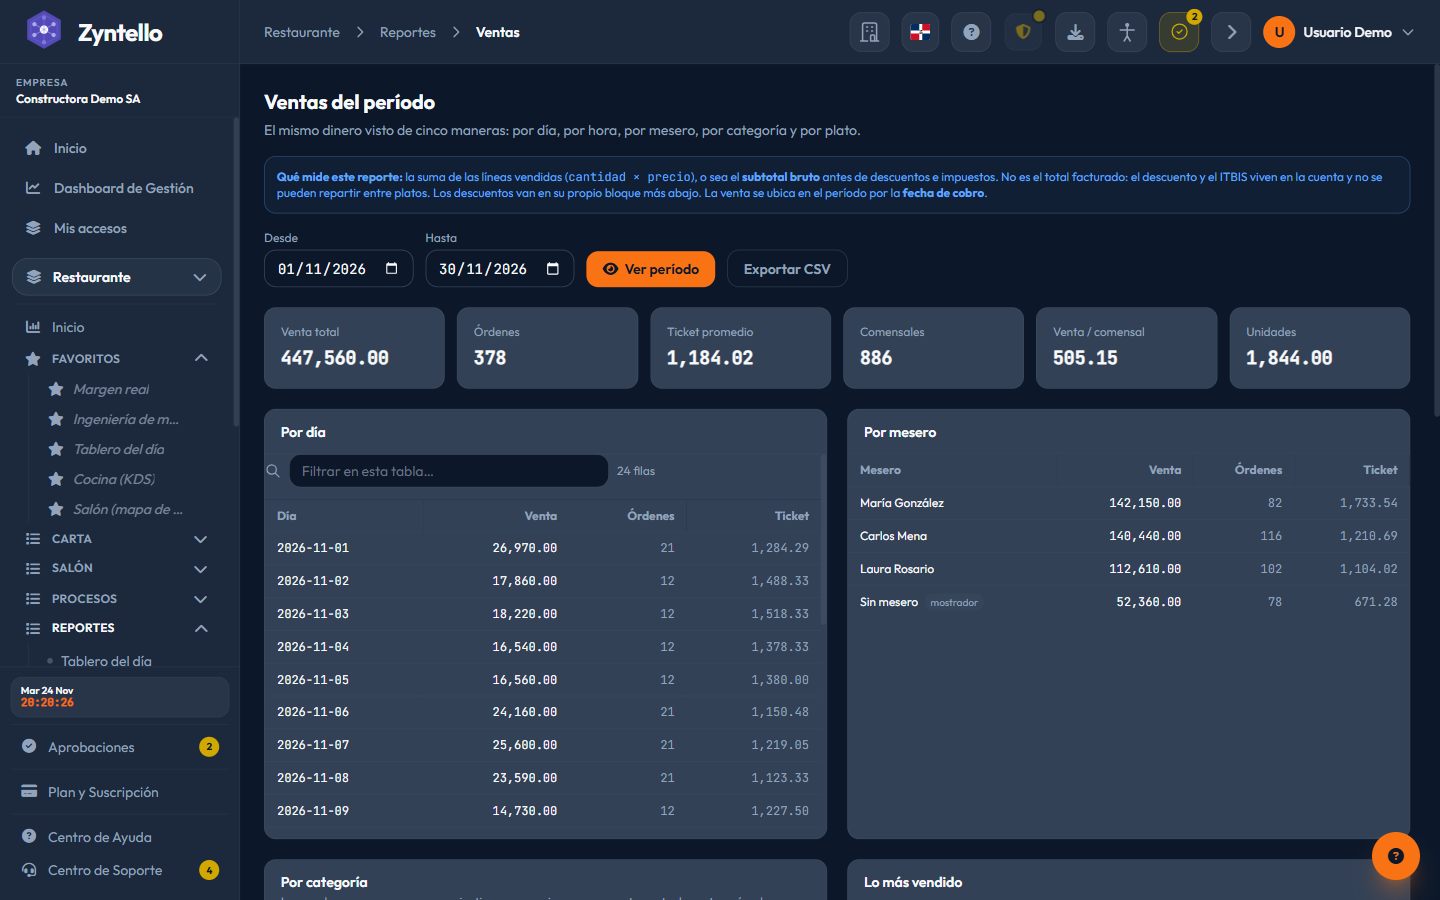 Zyntello
Restaurante > Reportes > Ventas
2
U
Usuario Demo
EMPRESA
Constructora Demo SA
Inicio
Dashboard de Gestión
Mis accesos
Restaurante
Inicio
FAVORITOS
Margen real
Ingeniería de m...
Tablero del día
Cocina (KDS)
Salón (mapa de ...
CARTA
SALÓN
PROCESOS
REPORTES
Tablero del día
Mar 24 Nov
20:20:26
Aprobaciones 2
Plan y Suscripción
Centro de Ayuda
Centro de Soporte 4
Ventas del período
El mismo dinero visto de cinco maneras: por día, por hora, por mesero, por categoría y por plato.
Qué mide este reporte: la suma de las líneas vendidas (cantidad × precio), o sea el subtotal bruto antes de descuentos e impuestos. No es el total facturado: el descuento y el ITBIS viven en la cuenta y no se
pueden repartir entre platos. Los descuentos van en su propio bloque más abajo. La venta se ubica en el período por la fecha de cobro.
Desde Hasta
01/11/2026 30/11/2026 Ver período Exportar CSV
Venta total Órdenes Ticket promedio Comensales Venta / comensal Unidades
447,560.00 378 1,184.02 886 505.15 1,844.00
Por día
Filtrar en esta tabla... 24 filas
Día Venta Órdenes Ticket
2026-11-01 26,970.00 21 1,284.29
2026-11-02 17,860.00 12 1,488.33
2026-11-03 18,220.00 12 1,518.33
2026-11-04 16,540.00 12 1,378.33
2026-11-05 16,560.00 12 1,380.00
2026-11-06 24,160.00 21 1,150.48
2026-11-07 25,600.00 21 1,219.05
2026-11-08 23,590.00 21 1,123.33
2026-11-09 14,730.00 12 1,227.50
Por mesero
Mesero Venta Órdenes Ticket
María González 142,150.00 82 1,733.54
Carlos Mena 140,440.00 116 1,210.69
Laura Rosario 112,610.00 102 1,104.02
Sin mesero mostrador 52,360.00 78 671.28
Por categoría
Lo más vendido